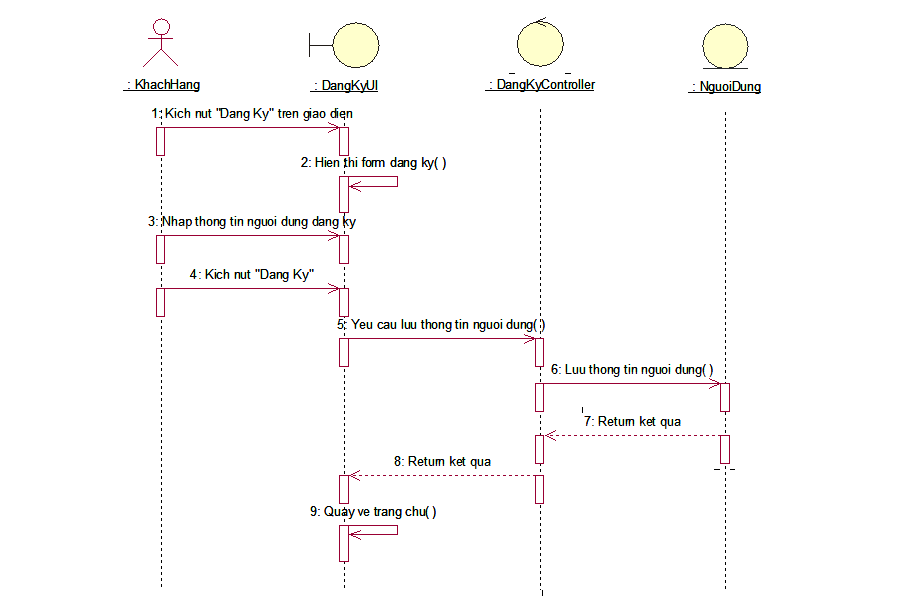 : KhachHang
: DangKyUI
: DangKyController
: NguoiDung
1: Kich nut "Dang Ky" tren giao dien
2: Hien thi form dang ky( )
3: Nhap thong tin nguoi dung dang ky
4: Kich nut "Dang Ky"
5: Yeu cau luu thong tin nguoi dung( )
6: Luu thong tin nguoi dung( )
7: Return ket qua
8: Return ket qua
9: Quay ve trang chu( )